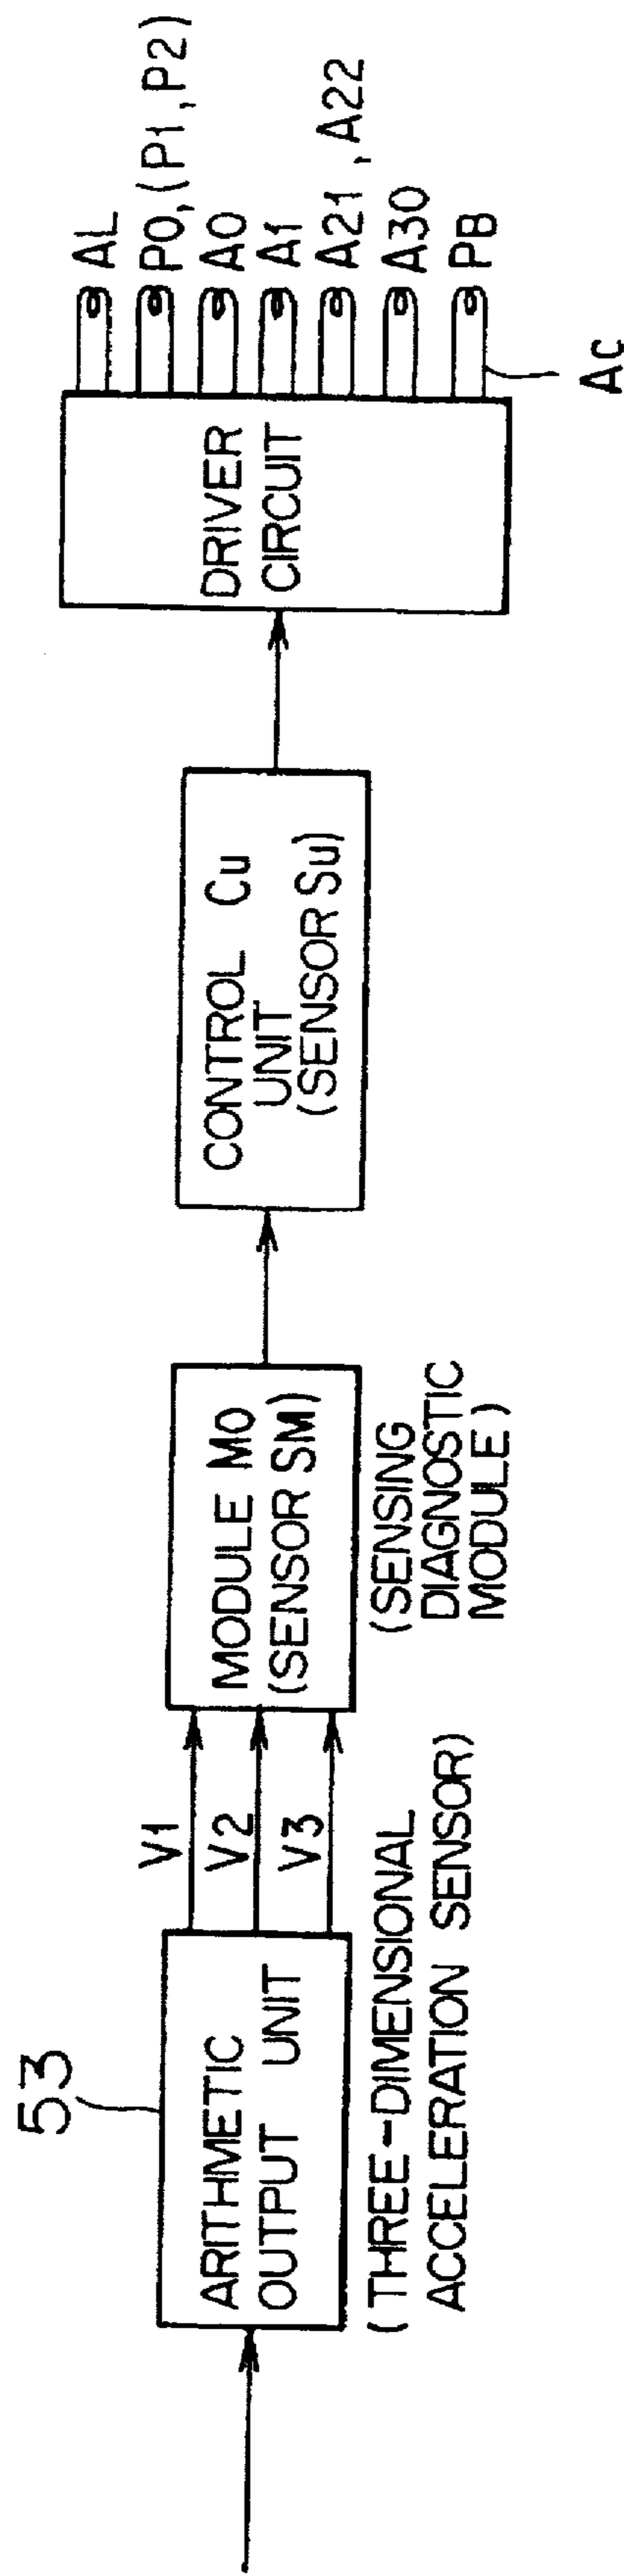 53
ARITHMETIC
OUTPUT UNIT
(THREE-DIMENSIONAL
ACCELERATION SENSOR)
V1
V2
V3
MODULE Mo
(SENSOR SM)
(SENSING
DIAGNOSTIC
MODULE)
CONTROL Cu
UNIT
(SENSOR Su)
DRIVER
CIRCUIT
AL
P0,(P1,P2)
A0
A1
A21,A22
A30
PB
Ac